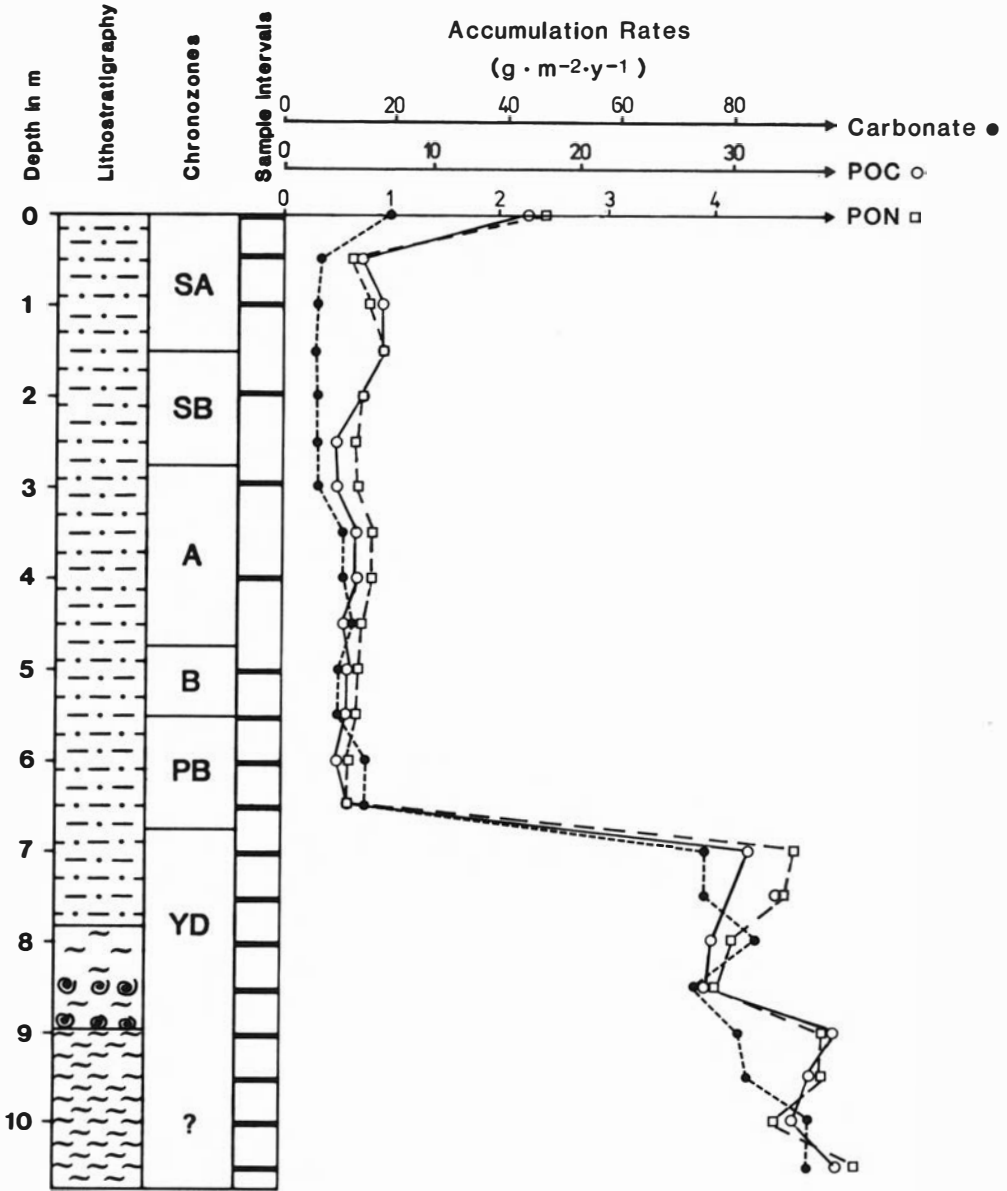 Accumulation Rates
(g · m−2·y−1)
Depth in m
Lithostratigraphy
Chronozones
Sample intervals
0 20 40 60 80
Carbonate
0 10 20 30
POC
0 1 2 3 4
PON
0
SA
1
2
SB
3
A
4
5
B
6
PB
7
YD
8
9
10
?